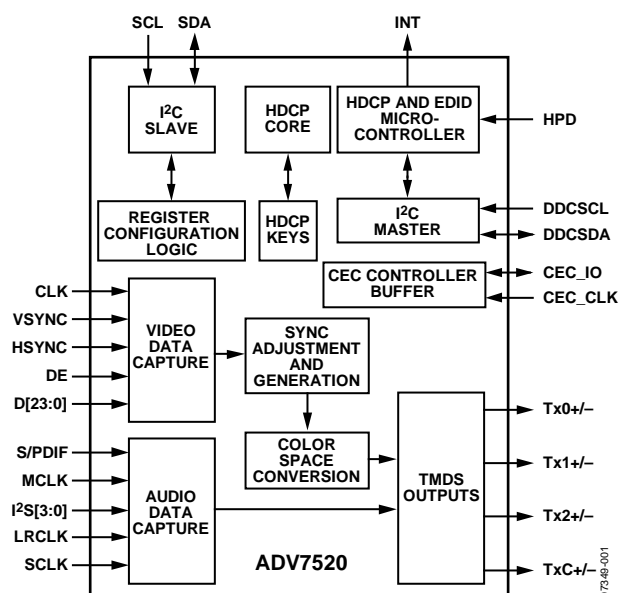 SCL SDA INT
I²C
SLAVE
HDCP
CORE
HDCP AND EDID
MICRO-
CONTROLLER
HPD
REGISTER
CONFIGURATION
LOGIC
HDCP
KEYS
I²C
MASTER
DDCSCL
DDCSDA
CEC CONTROLLER
BUFFER
CEC_IO
CEC_CLK
CLK
VSYNC
HSYNC
DE
D[23:0]
VIDEO
DATA
CAPTURE
SYNC
ADJUSTMENT
AND
GENERATION
COLOR
SPACE
CONVERSION
TMDS
OUTPUTS
Tx0+/–
Tx1+/–
Tx2+/–
TxC+/–
S/PDIF
MCLK
I²S[3:0]
LRCLK
SCLK
AUDIO
DATA
CAPTURE
ADV7520
07349-001